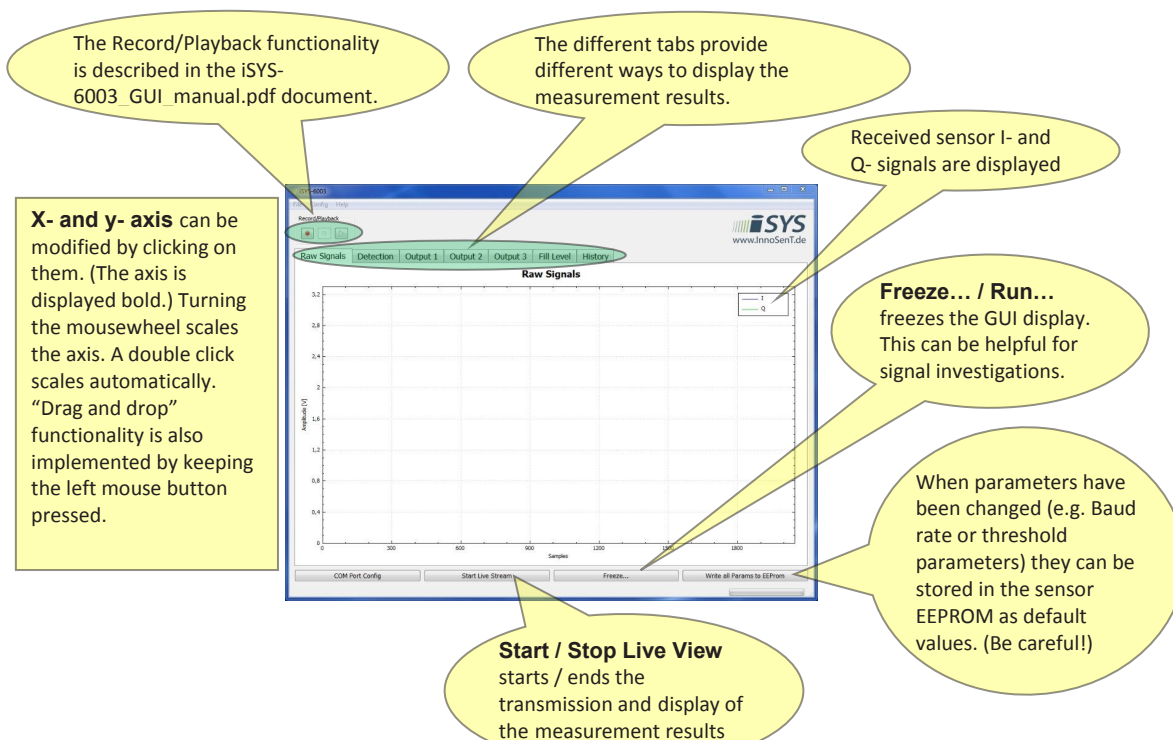 The Record/Playback functionality
is described in the iSYS-
6003_GUI_manual.pdf document.
The different tabs provide
different ways to display the
measurement results.
Received sensor I- and
Q- signals are displayed
X- and y- axis can be
modified by clicking on
them. (The axis is
displayed bold.) Turning
the mousewheel scales
the axis. A double click
scales automatically.
“Drag and drop”
functionality is also
implemented by keeping
the left mouse button
pressed.
iSYS-6003
Config Help
Record/Playback
iSYS
www.InnoSenT.de
Raw Signals Detection Output 1 Output 2 Output 3 Fill Level History
Raw Signals
I
Q
3,2
2,8
2,4
2
1,6
1,2
0,8
0,4
0
Amplitude [V]
0 300 600 900 1200 1500 1800
Samples
COM Port Config Start Live Stream Freeze... Write all Params to EEProm
Freeze… / Run…
freezes the GUI display.
This can be helpful for
signal investigations.
When parameters have
been changed (e.g. Baud
rate or threshold
parameters) they can be
stored in the sensor
EEPROM as default
values. (Be careful!)
Start / Stop Live View
starts / ends the
transmission and display of
the measurement results